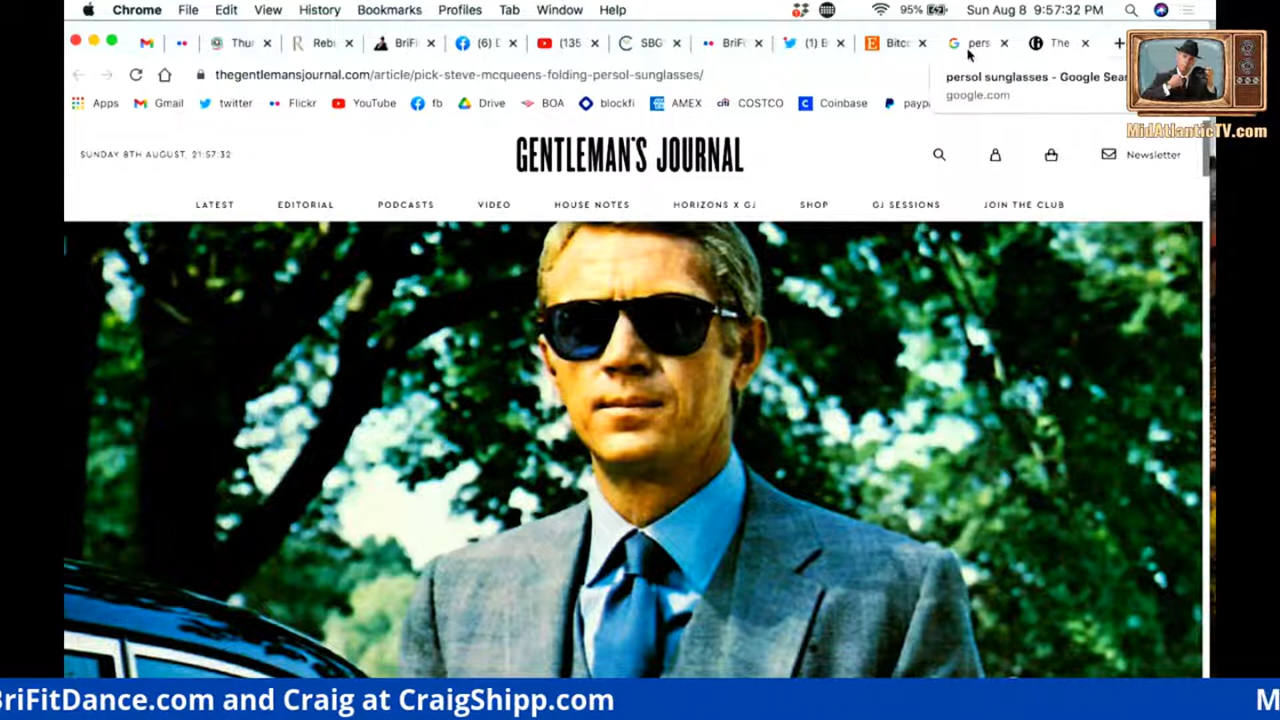 Chrome File Edit View History Bookmarks Profiles Tab Window Help 95% Sun Aug 8 9:57:32 PM
Thu Reb BriFi (6) (135 SBG BriFi (1) B Bitc pers The
thegentlemansjournal.com/article/pick-steve-mcqueens-folding-persol-sunglasses/
persol sunglasses - Google Sear
google.com
Apps Gmail twitter Flickr YouTube fb Drive BOA blockfi AMEX COSTCO Coinbase payp
MidAtlanticTV.com
SUNDAY 8TH AUGUST, 21:57:32
GENTLEMAN'S JOURNAL
Newsletter
LATEST EDITORIAL PODCASTS VIDEO HOUSE NOTES HORIZONS X GJ SHOP GJ SESSIONS JOIN THE CLUB
BriFitDance.com and Craig at CraigShipp.com M